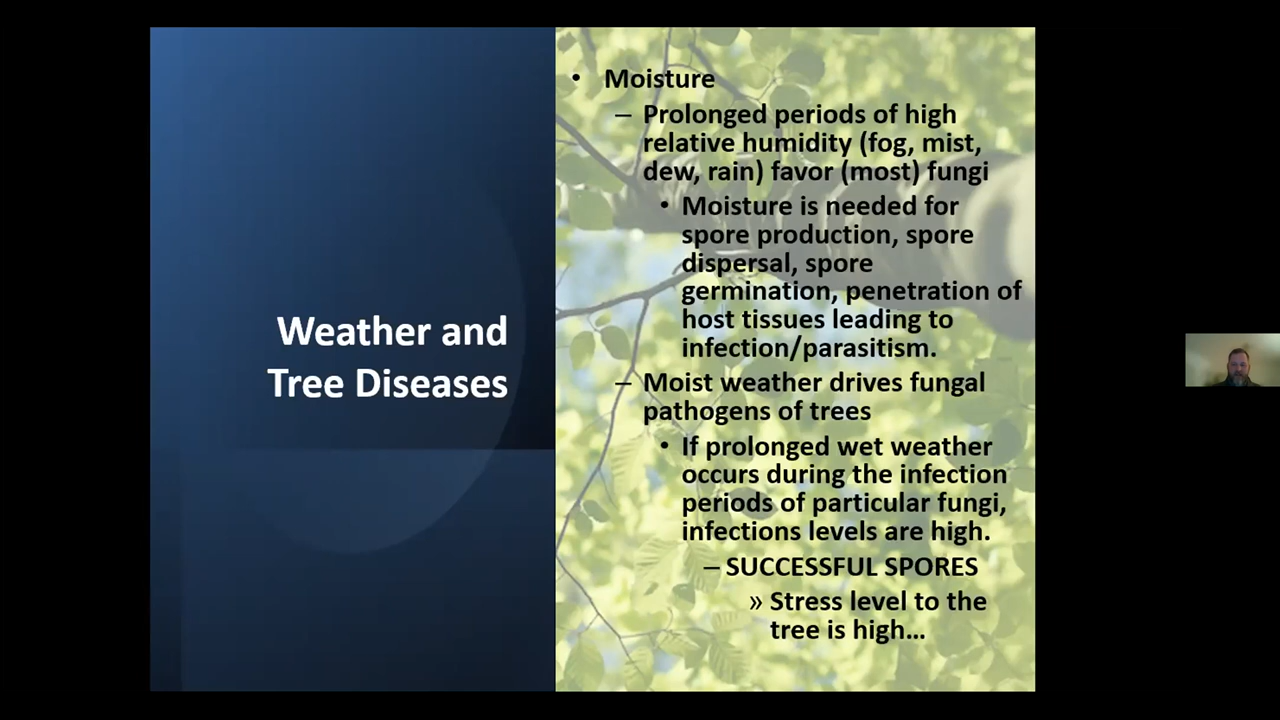 Weather and
Tree Diseases
• Moisture
– Prolonged periods of high
relative humidity (fog, mist,
dew, rain) favor (most) fungi
• Moisture is needed for
spore production, spore
dispersal, spore
germination, penetration of
host tissues leading to
infection/parasitism.
– Moist weather drives fungal
pathogens of trees
• If prolonged wet weather
occurs during the infection
periods of particular fungi,
infections levels are high.
– SUCCESSFUL SPORES
» Stress level to the
tree is high…